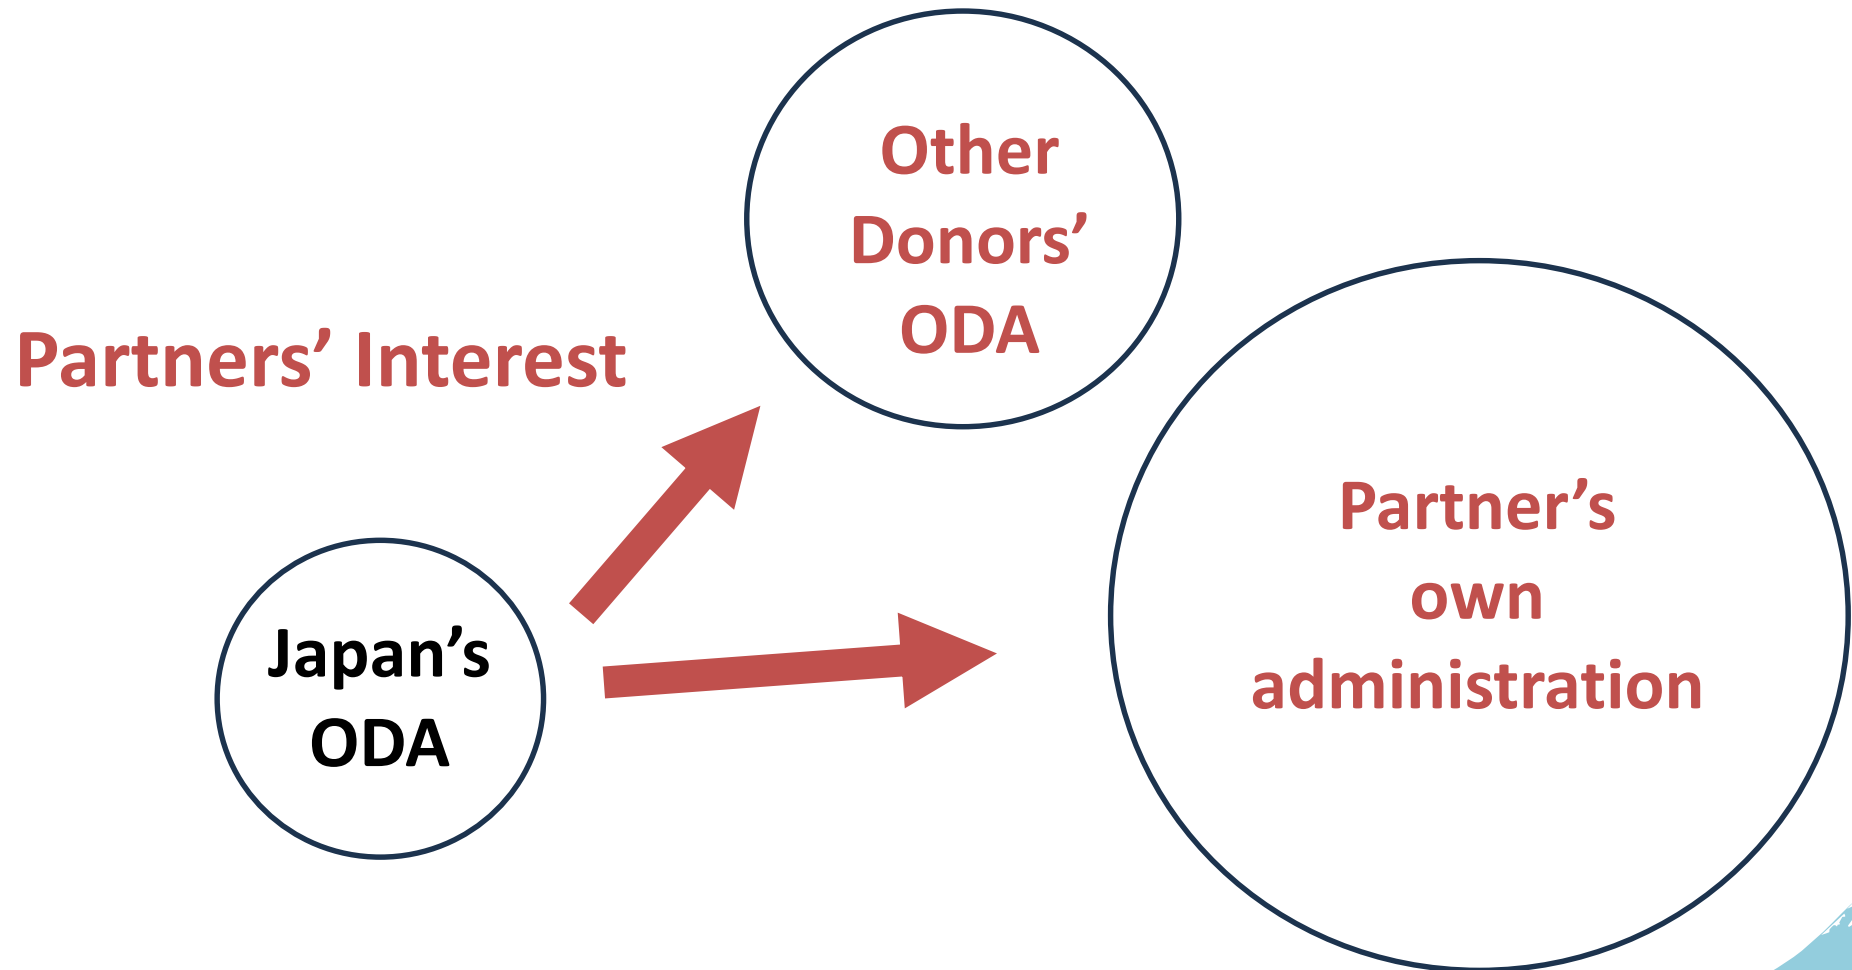 Other
Donors’
ODA
Partners’ Interest
Partner’s
own
administration
Japan’s
ODA